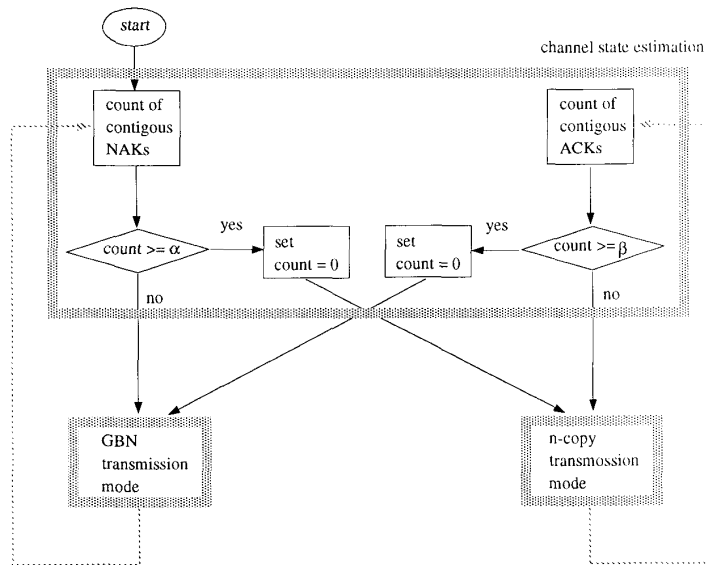 start
channel state estimation
count of
contigous
NAKs
count of
contigous
ACKs
yes
yes
count >= α
set
count = 0
set
count = 0
count >= β
no
no
GBN
transmission
mode
n-copy
transmossion
mode